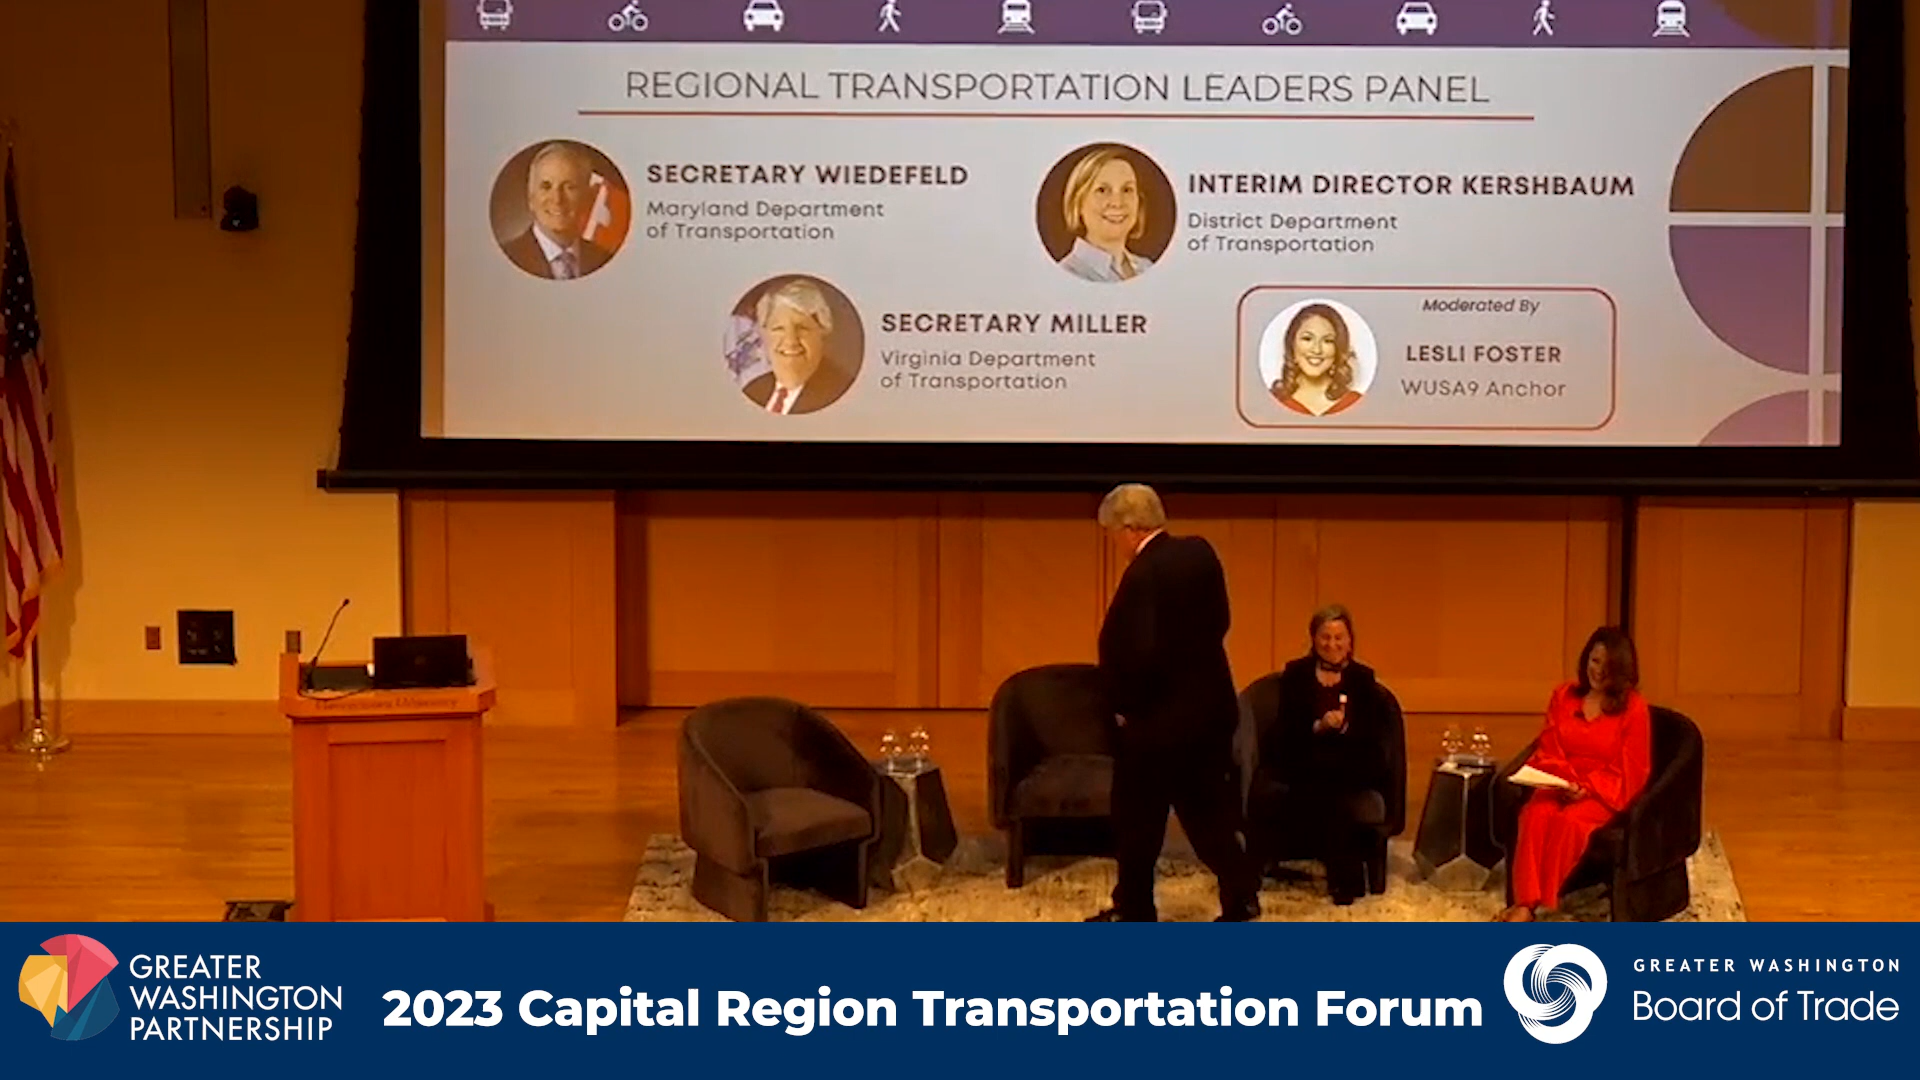 REGIONAL TRANSPORTATION LEADERS PANEL
SECRETARY WIEDEFELD
Maryland Department
of Transportation
INTERIM DIRECTOR KERSHBAUM
District Department
of Transportation
SECRETARY MILLER
Virginia Department
of Transportation
Moderated By
LESLI FOSTER
WUSA9 Anchor
GREATER
WASHINGTON
PARTNERSHIP
2023 Capital Region Transportation Forum
GREATER WASHINGTON
Board of Trade